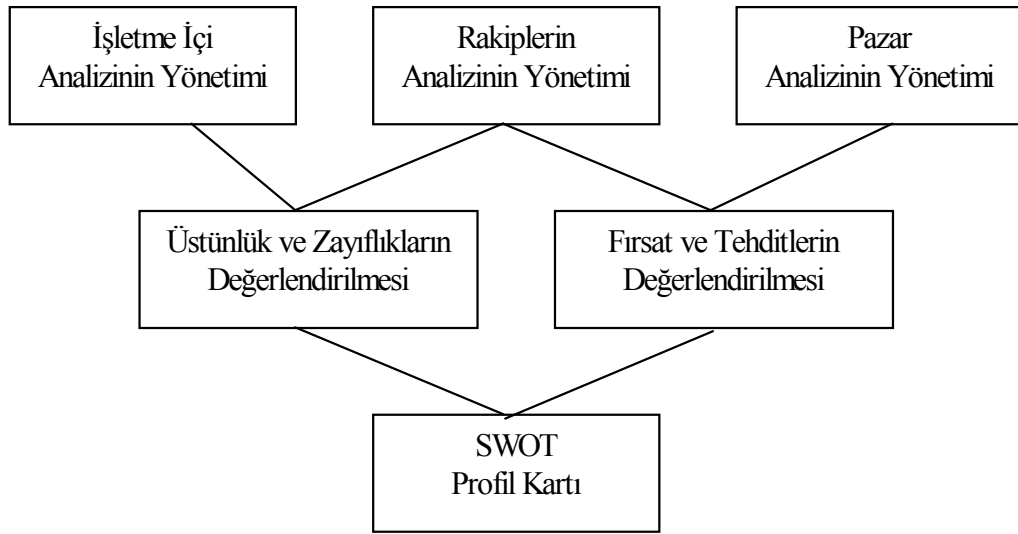 İşletme İçi
Analizinin Yönetimi
Rakiplerin
Analizinin Yönetimi
Pazar
Analizinin Yönetimi
Üstünlük ve Zayıflıkların
Değerlendirilmesi
Fırsat ve Tehditlerin
Değerlendirilmesi
SWOT
Profil Kartı